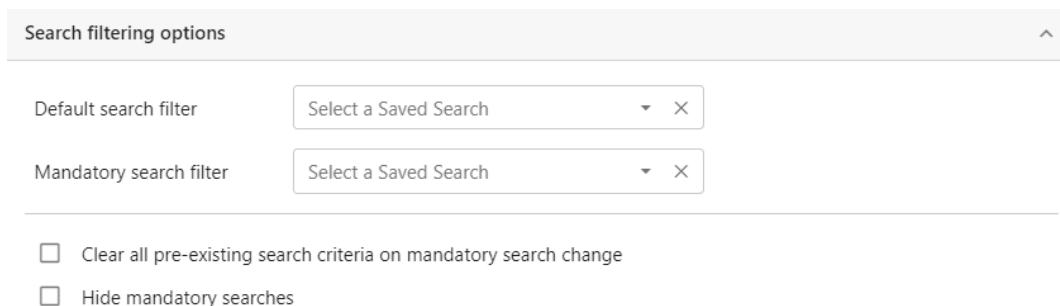 Search filtering options
Default search filter Select a Saved Search
Mandatory search filter Select a Saved Search
Clear all pre-existing search criteria on mandatory search change
Hide mandatory searches